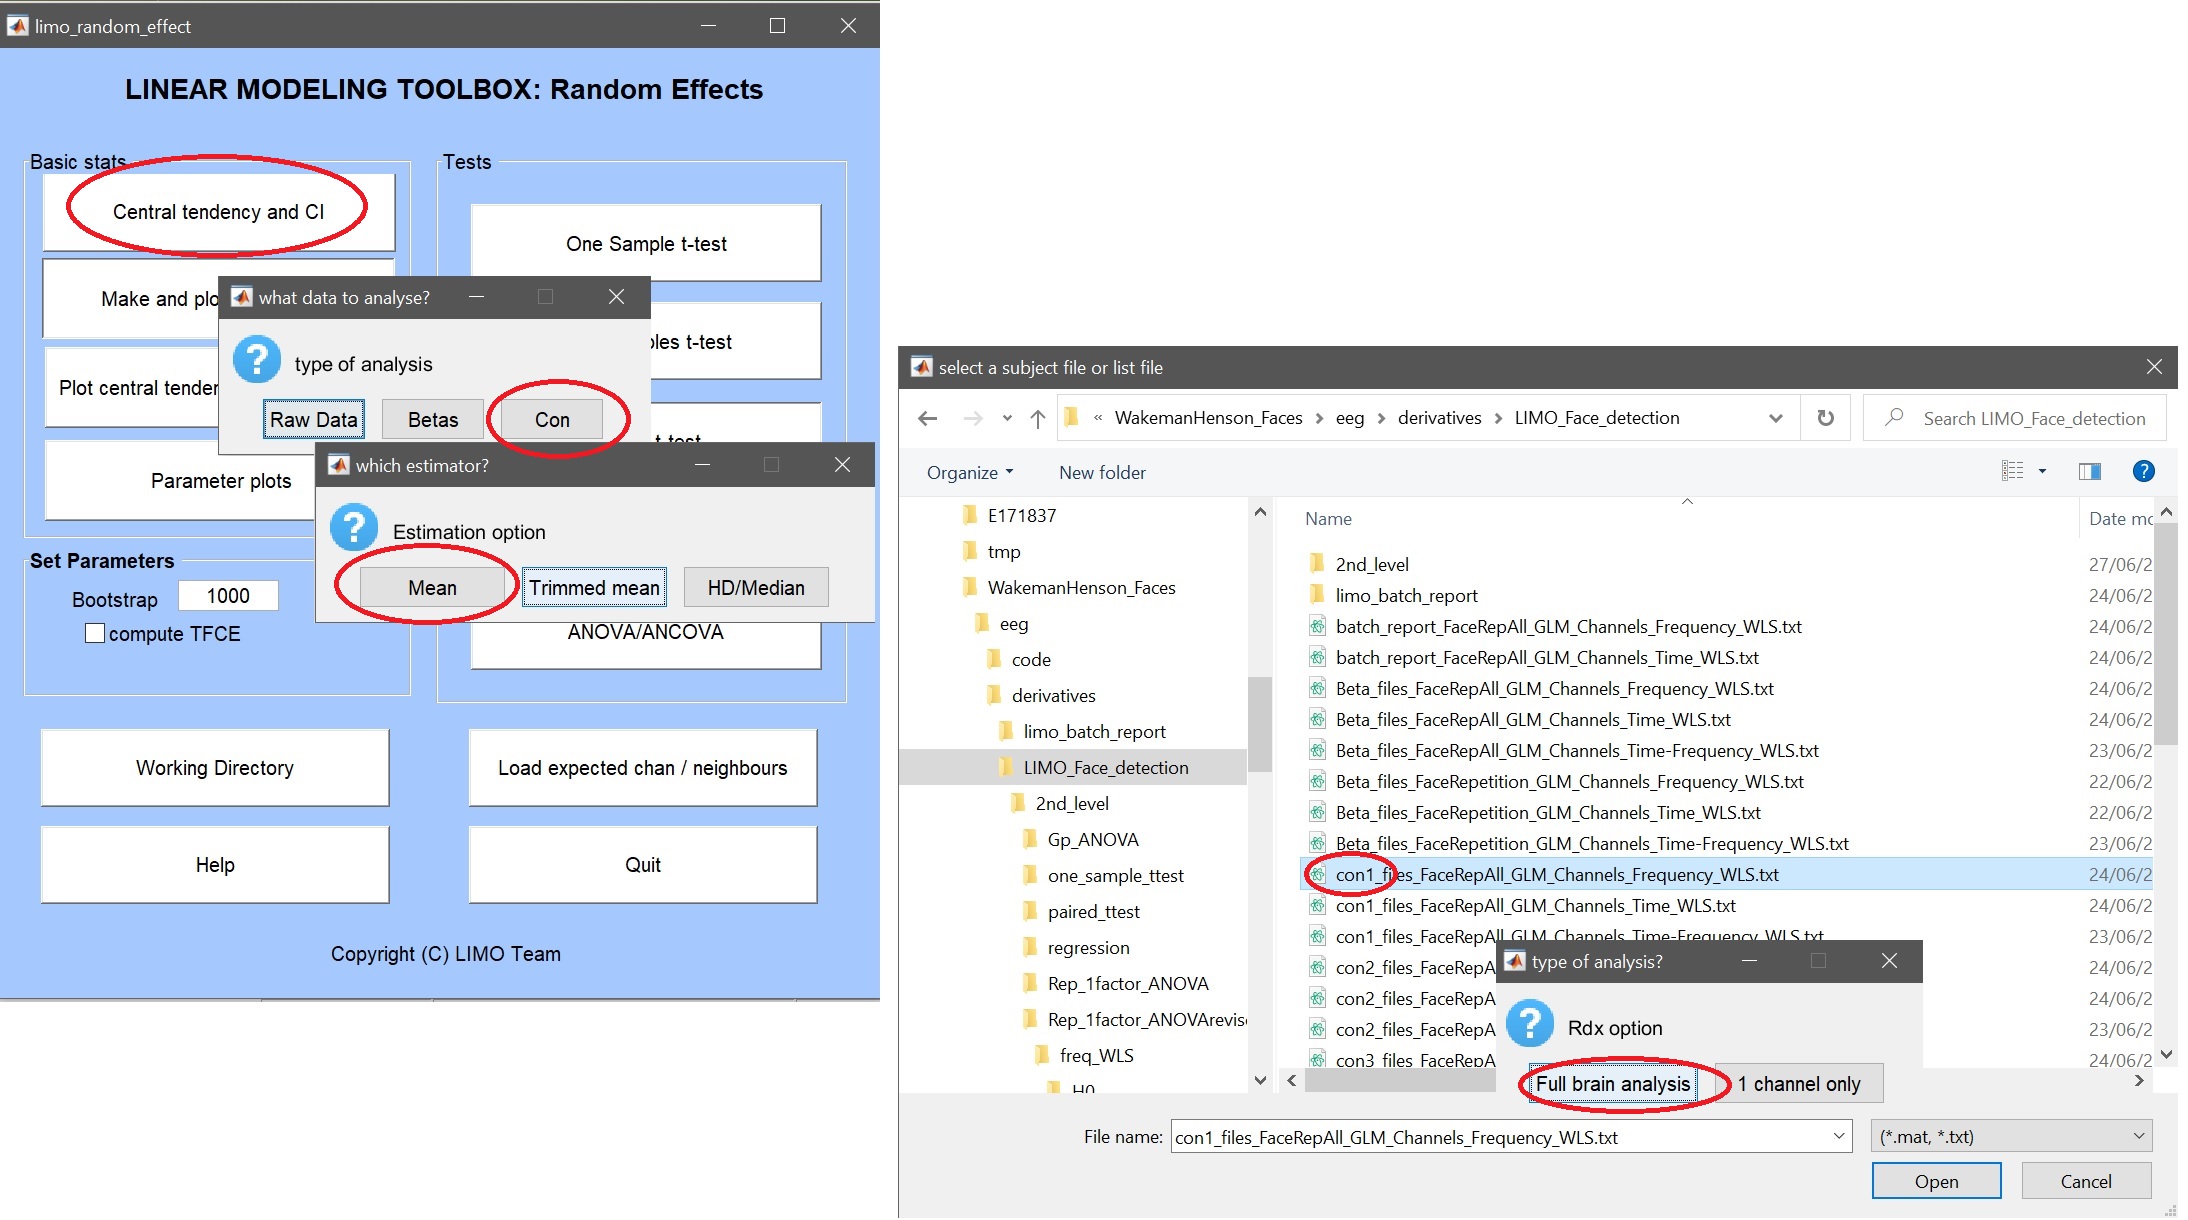 limo_random_effect
LINEAR MODELING TOOLBOX: Random Effects
Basic stats
Central tendency and CI
Make and plo
Plot central tender
Parameter plots
Tests
One Sample t-test
ples t-test
t-test
ANOVA/ANCOVA
what data to analyse?
type of analysis
Raw Data
Betas
Con
which estimator?
Estimation option
Mean
Trimmed mean
HD/Median
Set Parameters
Bootstrap 1000
compute TFCE
Working Directory
Load expected chan / neighbours
Help
Quit
Copyright (C) LIMO Team
select a subject file or list file
« WakemanHenson_Faces > eeg > derivatives > LIMO_Face_detection
Search LIMO_Face_detection
Organize
New folder
E171837
tmp
WakemanHenson_Faces
eeg
code
derivatives
limo_batch_report
LIMO_Face_detection
2nd_level
Gp_ANOVA
one_sample_ttest
paired_ttest
regression
Rep_1factor_ANOVA
Rep_1factor_ANOVArevise
freq_WLS
H0
Name Date mo
2nd_level 27/06/2
limo_batch_report 24/06/2
batch_report_FaceRepAll_GLM_Channels_Frequency_WLS.txt 24/06/2
batch_report_FaceRepAll_GLM_Channels_Time_WLS.txt 24/06/2
Beta_files_FaceRepAll_GLM_Channels_Frequency_WLS.txt 24/06/2
Beta_files_FaceRepAll_GLM_Channels_Time_WLS.txt 24/06/2
Beta_files_FaceRepAll_GLM_Channels_Time-Frequency_WLS.txt 23/06/2
Beta_files_FaceRepetition_GLM_Channels_Frequency_WLS.txt 22/06/2
Beta_files_FaceRepetition_GLM_Channels_Time_WLS.txt 22/06/2
Beta_files_FaceRepetition_GLM_Channels_Time-Frequency_WLS.txt 23/06/2
con1_files_FaceRepAll_GLM_Channels_Frequency_WLS.txt 24/06/2
con1_files_FaceRepAll_GLM_Channels_Time_WLS.txt 24/06/2
con1_files_FaceRepAll_GLM_Channels_Time-Frequency_WLS.txt 23/06/2
con2_files_FaceRepA 24/06/2
con2_files_FaceRepA 24/06/2
con2_files_FaceRepA 23/06/2
con3_files_FaceRepA 24/06/2
type of analysis?
Rdx option
Full brain analysis
1 channel only
File name: con1_files_FaceRepAll_GLM_Channels_Frequency_WLS.txt
(*.mat, *.txt)
Open
Cancel